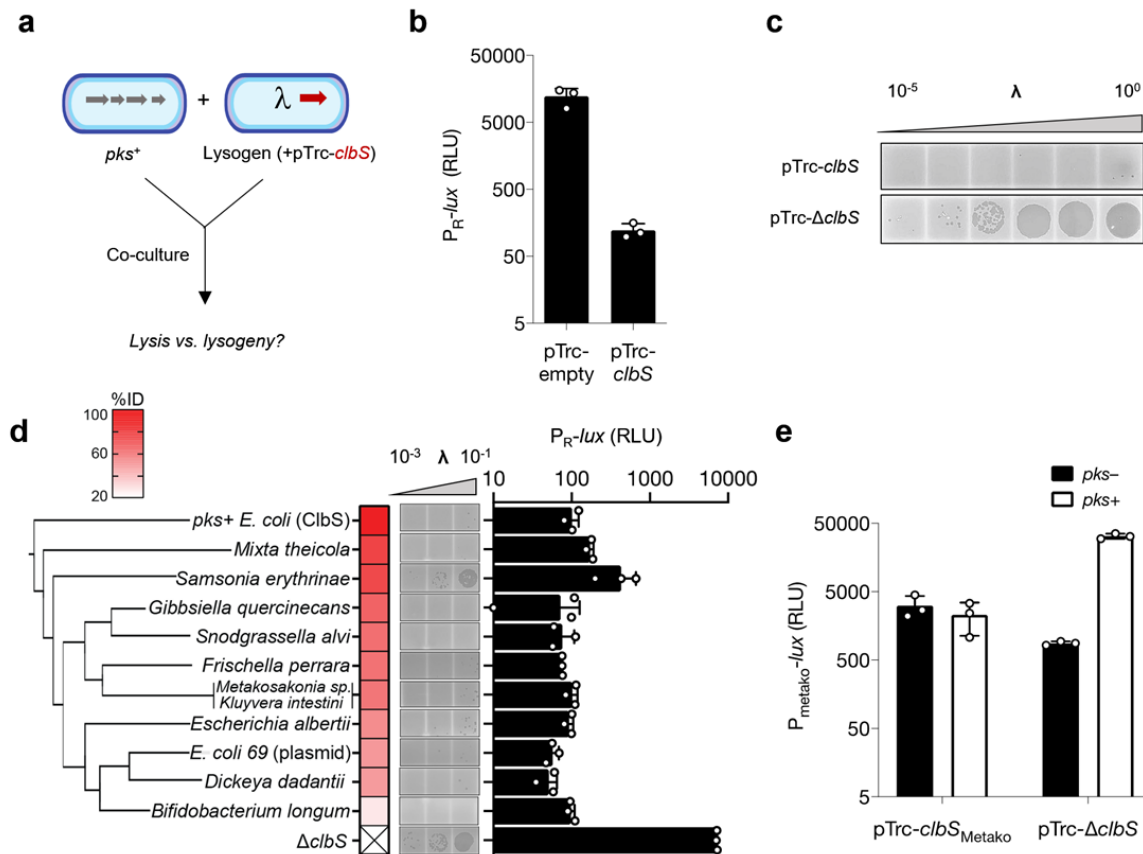 a
pks+
+
λ
Lysogen (+pTrc-clbS)
Co-culture
Lysis vs. lysogeny?
b
PR-lux (RLU)
50000
5000
500
50
5
pTrc-
empty
pTrc-
clbS
c
10-5 λ 100
pTrc-clbS
pTrc-ΔclbS
d
%ID
100
20
10-3 λ 10-1
PR-lux (RLU)
10 100 1000 10000
pks+ E. coli (ClbS)
Mixta theicola
Samsonia erythrinae
Gibbsiella quercinecans
Snodgrassella alvi
Frischella perrara
Metakosakonia sp.
Kluyvera intestini
Escherichia albertii
E. coli 69 (plasmid)
Dickeya dadantii
Bifidobacterium longum
ΔclbS
e
pks–
pks+
Pmetako-lux (RLU)
50000
5000
500
50
5
pTrc-clbSMetako
pTrc-ΔclbS